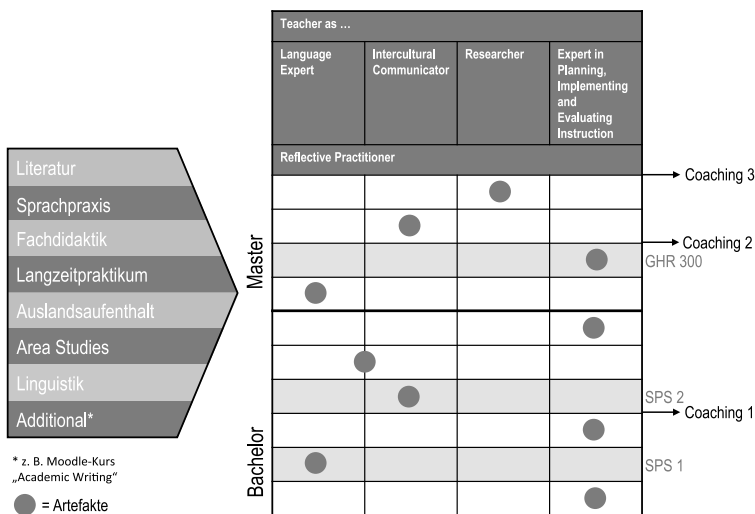 Teacher as …
Language
Expert
Intercultural
Communicator
Researcher
Expert in
Planning,
Implementing
and
Evaluating
Instruction
Reflective Practitioner
Literatur
Sprachpraxis
Fachdidaktik
Langzeitpraktikum
Auslandsaufenthalt
Area Studies
Linguistik
Additional*
* z. B. Moodle-Kurs
„Academic Writing“
= Artefakte
Master
Bachelor
Coaching 3
Coaching 2
GHR 300
SPS 2
Coaching 1
SPS 1